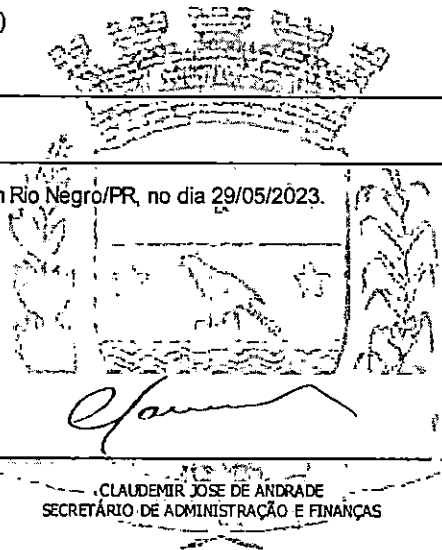 )
n Rio Negro/PR, no dia 29/05/2023.
CLAUDEMIR JOSE DE ANDRADE
SECRETÁRIO DE ADMINISTRAÇÃO E FINANÇAS